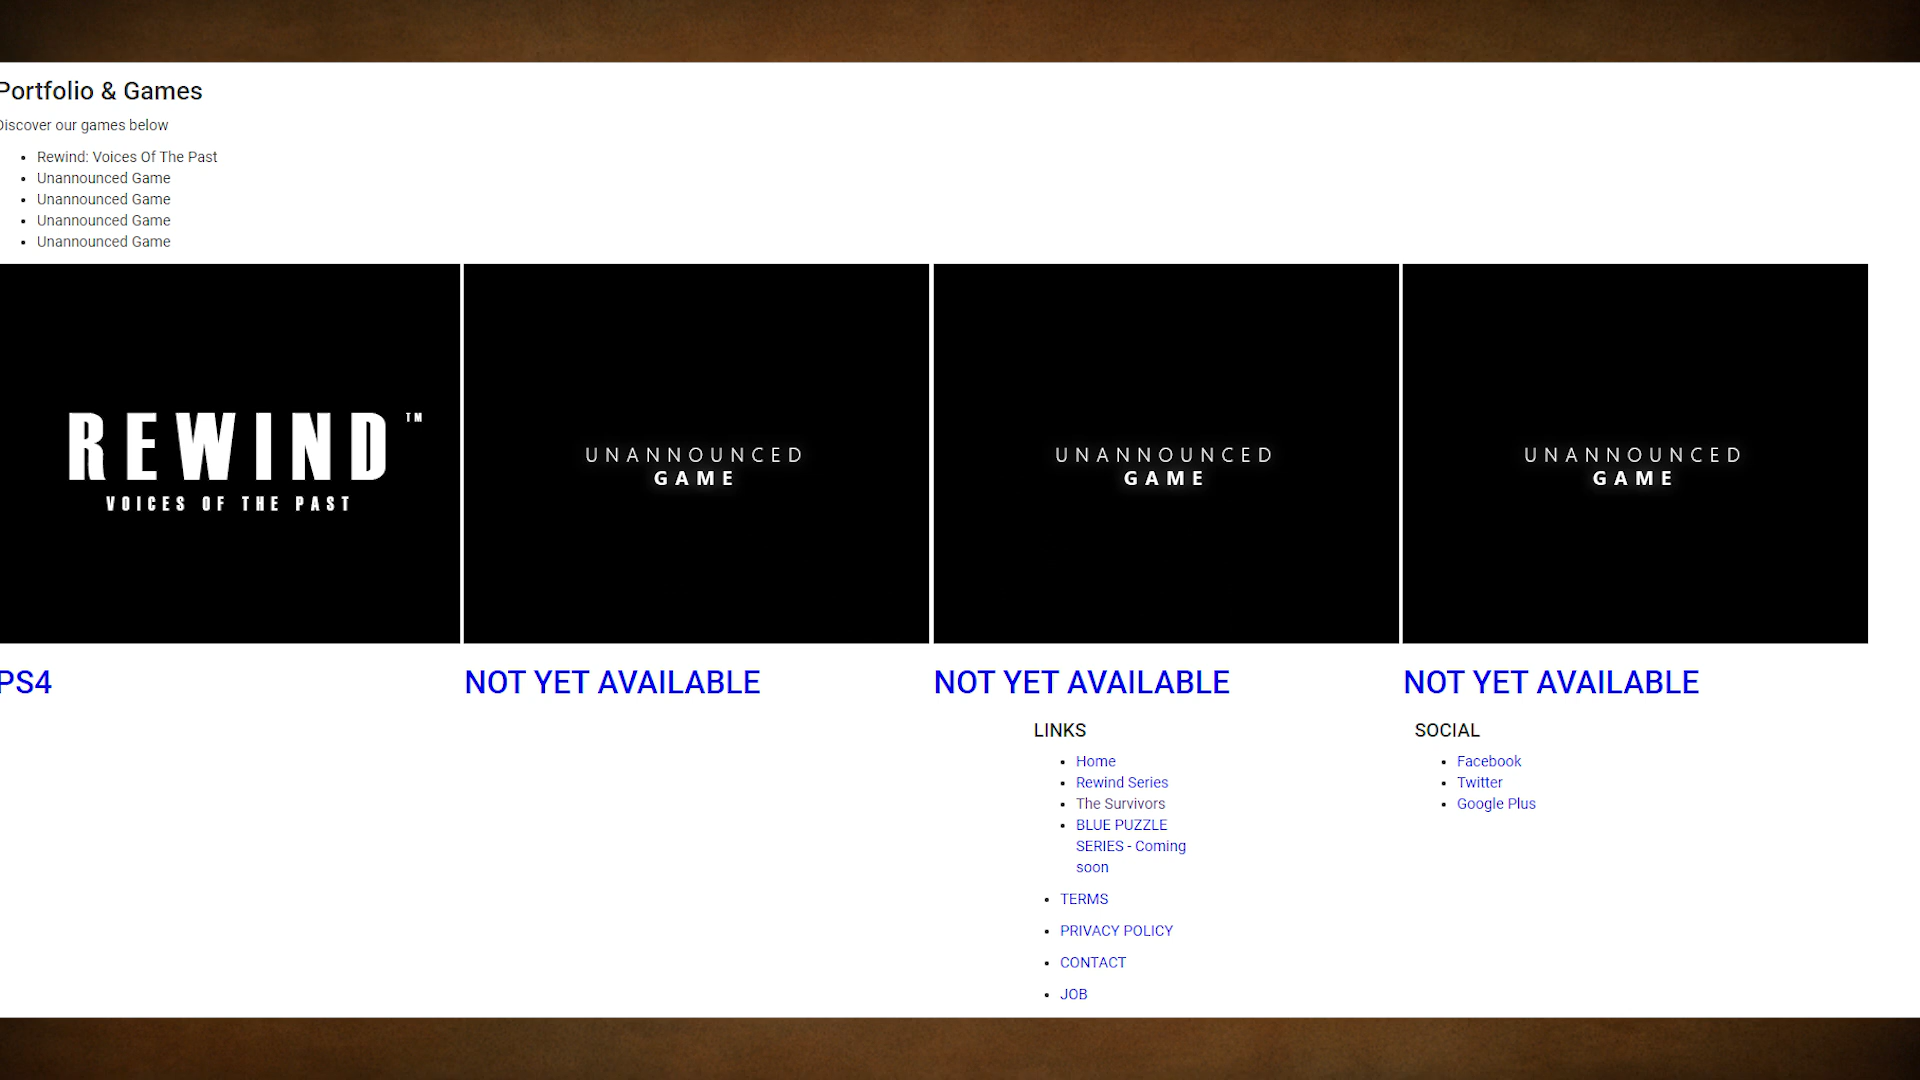 Portfolio & Games
Discover our games below
Rewind: Voices Of The Past
Unannounced Game
Unannounced Game
Unannounced Game
Unannounced Game
REWIND™
VOICES OF THE PAST
UNANNOUNCED
GAME
UNANNOUNCED
GAME
UNANNOUNCED
GAME
PS4
NOT YET AVAILABLE
NOT YET AVAILABLE
NOT YET AVAILABLE
LINKS
Home
Rewind Series
The Survivors
BLUE PUZZLE
SERIES - Coming
soon
TERMS
PRIVACY POLICY
CONTACT
JOB
SOCIAL
Facebook
Twitter
Google Plus